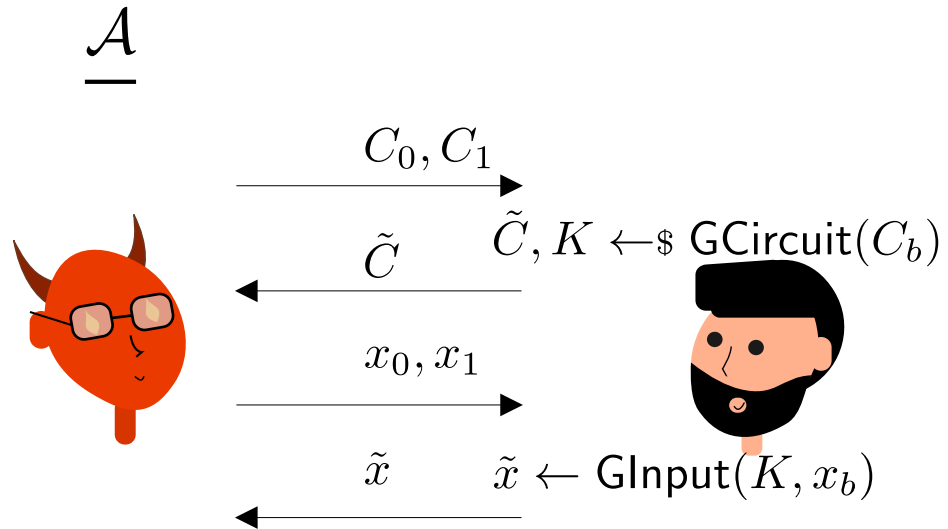 𝒜
C₀, C₁
C̃
C̃, K ←$ GCircuit(C_b)
x₀, x₁
x̃
x̃ ← GInput(K, x_b)